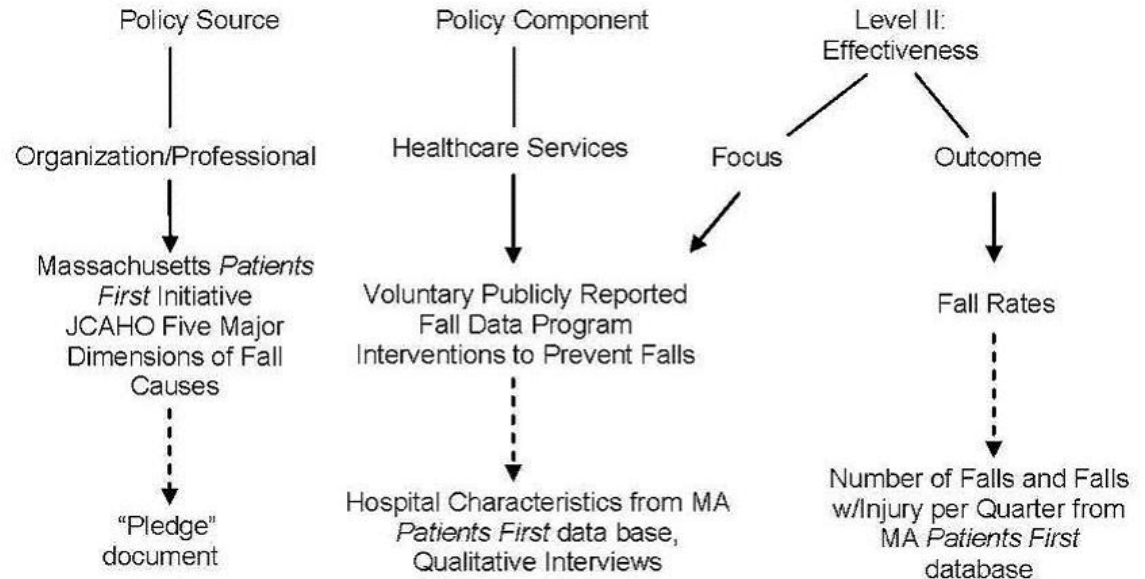 Policy Source
Policy Component
Level II:
Effectiveness
Organization/Professional
Healthcare Services
Focus
Outcome
Massachusetts Patients
First Initiative
JCAHO Five Major
Dimensions of Fall
Causes
Voluntary Publicly Reported
Fall Data Program
Interventions to Prevent Falls
Fall Rates
"Pledge"
document
Hospital Characteristics from MA
Patients First data base,
Qualitative Interviews
Number of Falls and Falls
w/Injury per Quarter from
MA Patients First
database